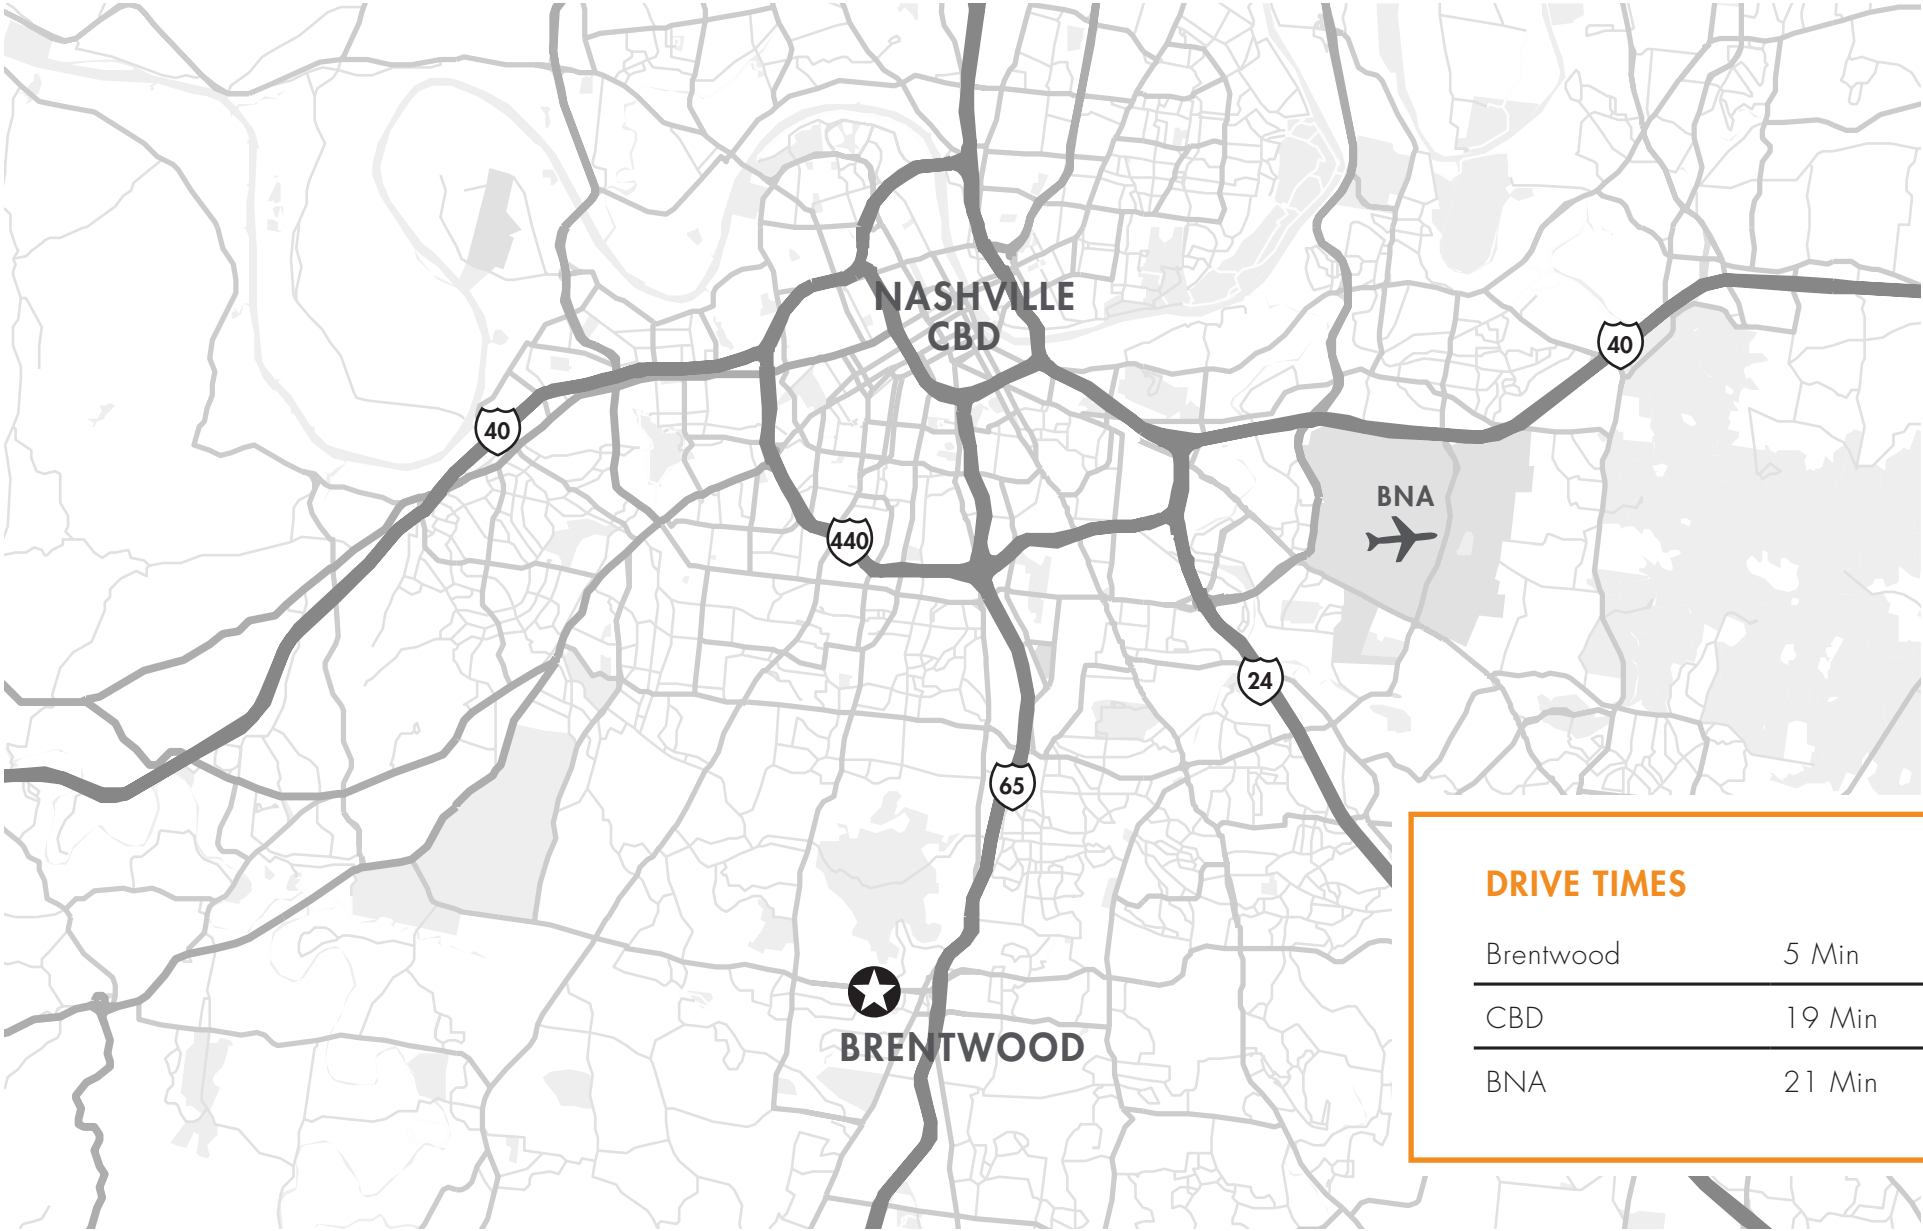 NASHVILLE
CBD
40
40
BNA
440
24
65
BRENTWOOD
DRIVE TIMES
Brentwood 5 Min
CBD 19 Min
BNA 21 Min